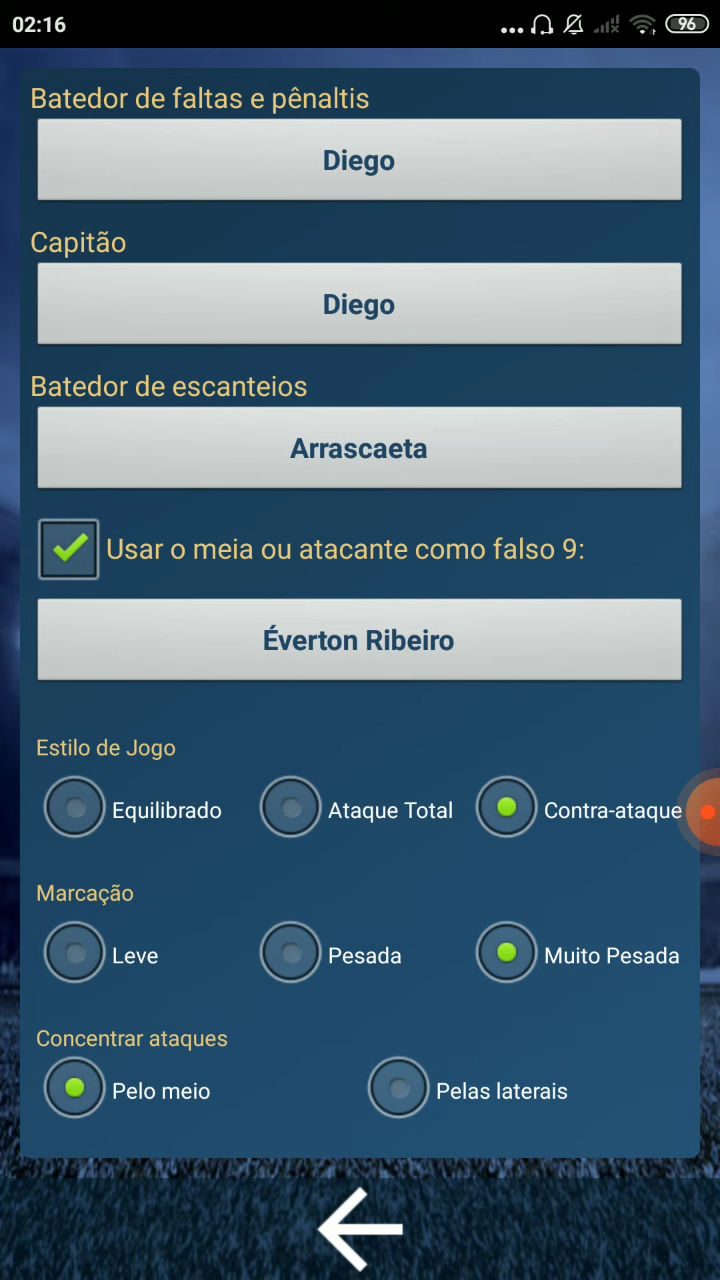 02:16
96
Batedor de faltas e pênaltis
Diego
Capitão
Diego
Batedor de escanteios
Arrascaeta
Usar o meia ou atacante como falso 9:
Éverton Ribeiro
Estilo de Jogo
Equilibrado Ataque Total Contra-ataque
Marcação
Leve Pesada Muito Pesada
Concentrar ataques
Pelo meio Pelas laterais